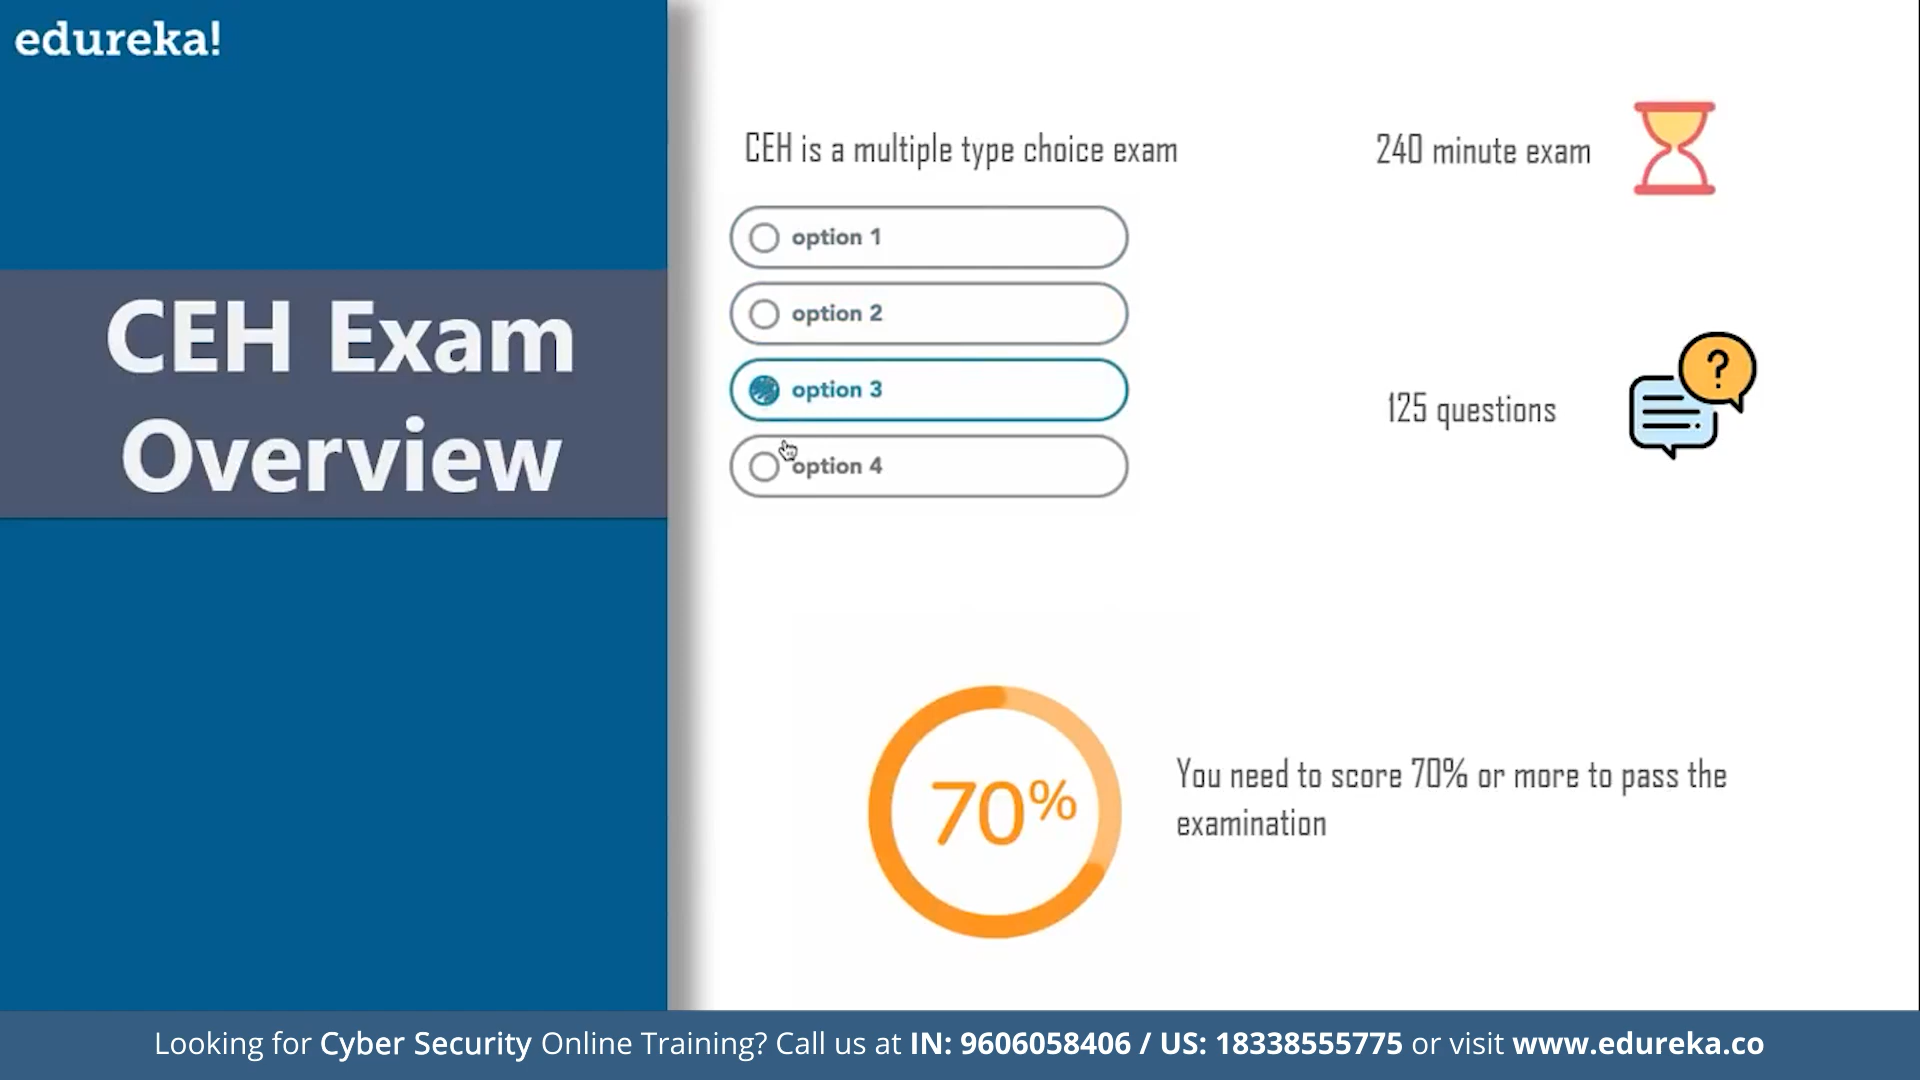 edureka!
CEH Exam
Overview
CEH is a multiple type choice exam
option 1
option 2
option 3
option 4
240 minute exam
125 questions
?
70%
You need to score 70% or more to pass the
examination
Looking for Cyber Security Online Training? Call us at IN: 9606058406 / US: 18338555775 or visit www.edureka.co